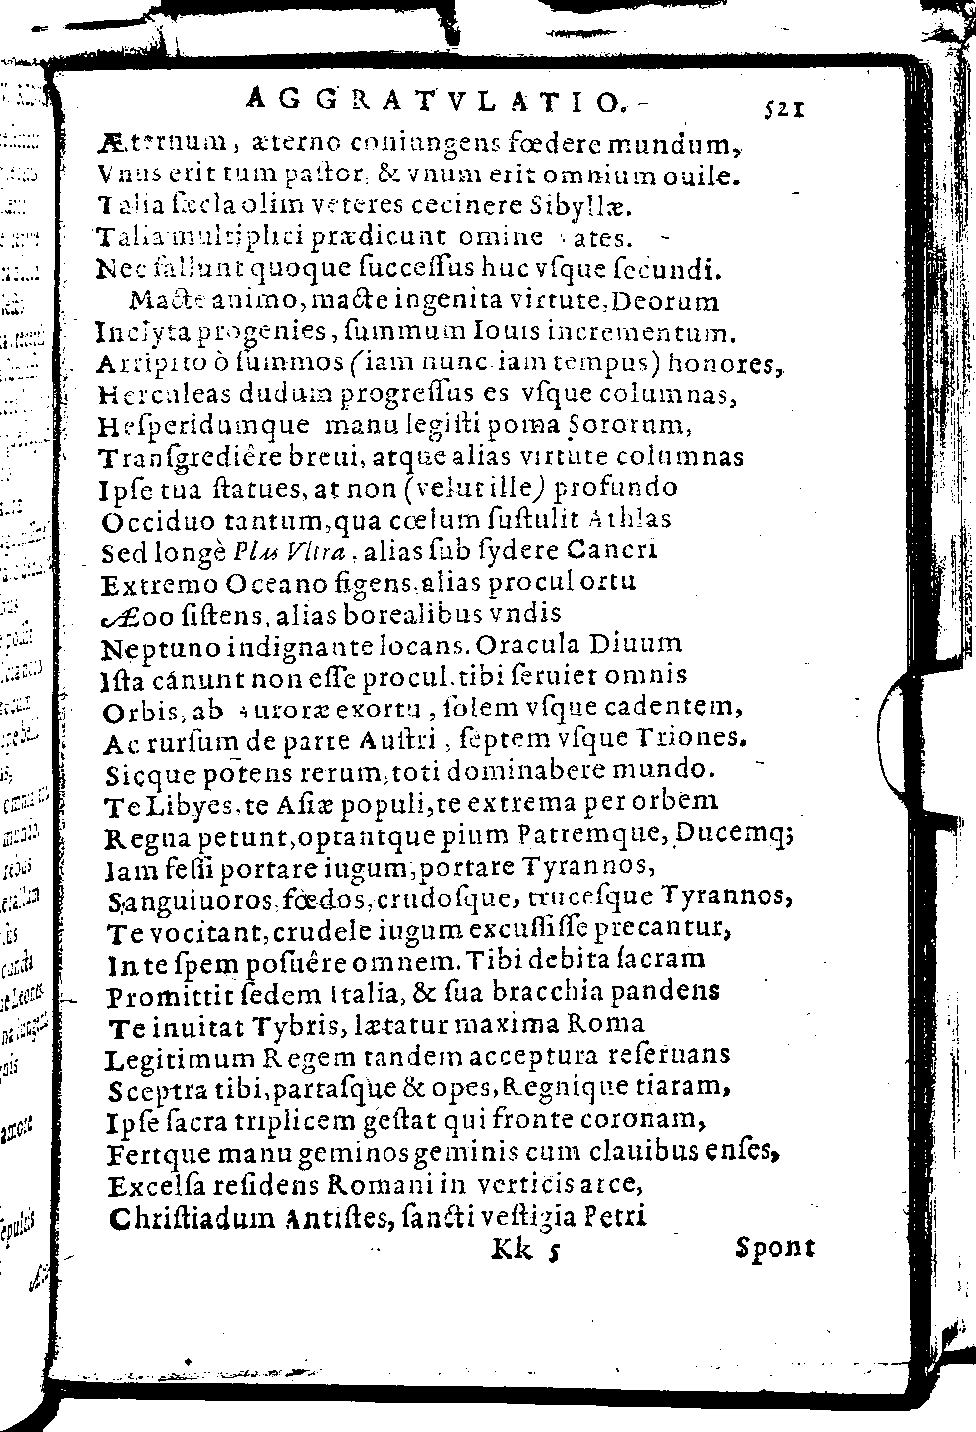 AGGRATVLATIO. 521
Æternum, æterno coniungens fœdere mundum,
Vnus erit tum pastor, & vnum erit omnium ouile.
Talia sæcla olim veteres cecinere Sibyllæ.
Talia multiplici prædicunt omine ates.
Nec fallunt quoque successus huc vsque secundi.
Macte animo, macte ingenita virtute, Deorum
Inclyta progenies, summum Iouis incrementum.
Arripito ò summos (iam nunc iam tempus) honores,
Herculeas dudum progressus es vsque columnas,
Hesperidumque manu legisti poma Sororum,
Transgrediêre breui, atque alias virtute columnas
Ipse tua statues, at non (velut ille) profundo
Occiduo tantum, qua cœlum sustulit Athlas
Sed longè Plus Vltra, alias sub sydere Cancri
Extremo Oceano figens, alias procul ortu
Æoo sistens, alias borealibus vndis
Neptuno indignante locans. Oracula Diuum
Ista cánunt non esse procul, tibi seruiet omnis
Orbis, ab Auroræ exortu, solem vsque cadentem,
Ac rursum de parte Austri, septem vsque Triones.
Sicque potens rerum, toti dominabere mundo.
Te Libyes, te Asiæ populi, te extrema per orbem
Regna petunt, optantque pium Patremque, Ducemq;
Iam fessi portare iugum, portare Tyrannos,
Sanguiuoros, fœdos, crudosque, trucesque Tyrannos,
Te vocitant, crudele iugum excussisse precantur,
In te spem posuêre omnem. Tibi debita sacram
Promittit sedem Italia, & sua bracchia pandens
Te inuitat Tybris, lætatur maxima Roma
Legitimum Regem tandem acceptura reseruans
Sceptra tibi, partasque & opes, Regnique tiaram,
Ipse sacra triplicem gestat qui fronte coronam,
Fertque manu geminos geminis cum clauibus enses,
Excelsa residens Romani in verticis arce,
Christiadum Antistes, sancti vestigia Petri
Kk 5 Spont